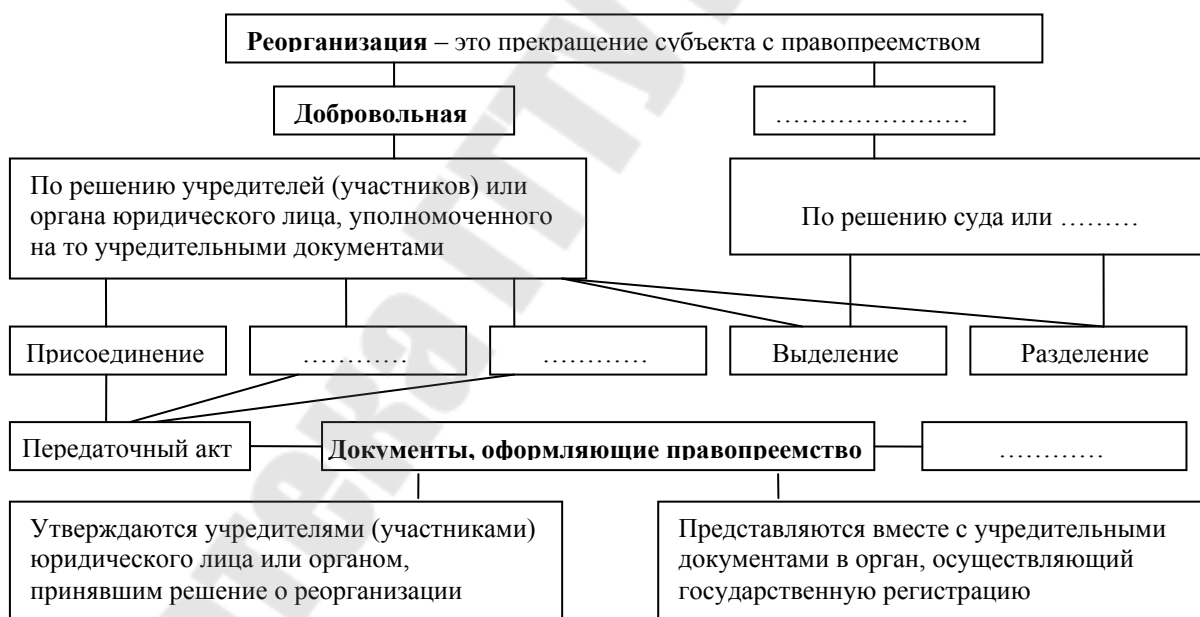 Реорганизация – это прекращение субъекта с правопреемством
Добровольная
………………….
По решению учредителей (участников) или
органа юридического лица, уполномоченного
на то учредительными документами
По решению суда или ………
Присоединение
…………
…………
Выделение
Разделение
Передаточный акт
Документы, оформляющие правопреемство
…………
Утверждаются учредителями (участниками)
юридического лица или органом,
принявшим решение о реорганизации
Представляются вместе с учредительными
документами в орган, осуществляющий
государственную регистрацию